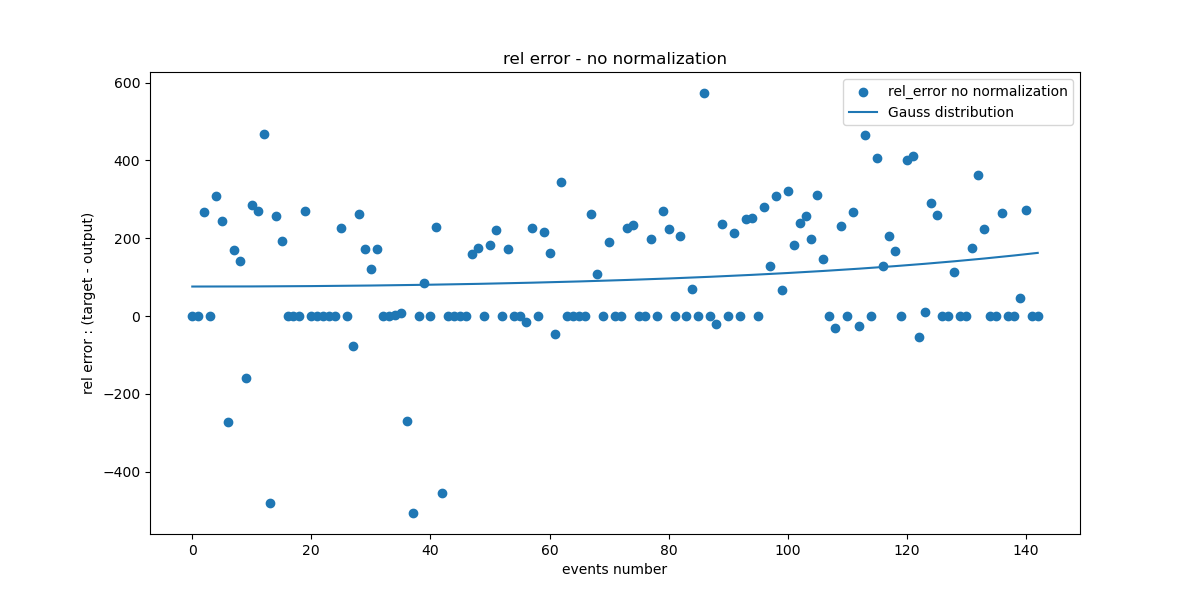 rel error - no normalization
rel_error no normalization
Gauss distribution
600
400
200
0
−200
−400
rel error : (target - output)
0 20 40 60 80 100 120 140
events number